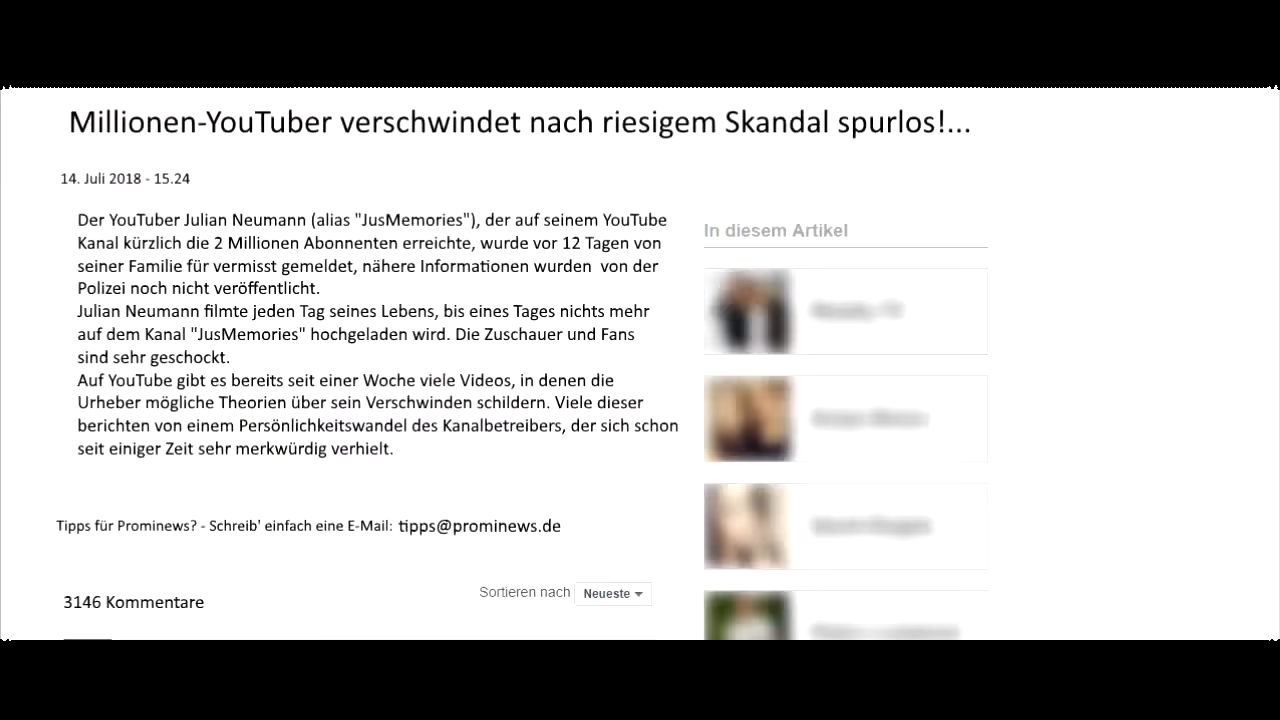 Millionen-YouTuber verschwindet nach riesigem Skandal spurlos!...
14. Juli 2018 - 15.24
Der YouTuber Julian Neumann (alias "JusMemories"), der auf seinem YouTube
Kanal kürzlich die 2 Millionen Abonnenten erreichte, wurde vor 12 Tagen von
seiner Familie für vermisst gemeldet, nähere Informationen wurden  von der
Polizei noch nicht veröffentlicht.
Julian Neumann filmte jeden Tag seines Lebens, bis eines Tages nichts mehr
auf dem Kanal "JusMemories" hochgeladen wird. Die Zuschauer und Fans
sind sehr geschockt.
Auf YouTube gibt es bereits seit einer Woche viele Videos, in denen die
Urheber mögliche Theorien über sein Verschwinden schildern. Viele dieser
berichten von einem Persönlichkeitswandel des Kanalbetreibers, der sich schon
seit einiger Zeit sehr merkwürdig verhielt.
In diesem Artikel
Tipps für Prominews? - Schreib' einfach eine E-Mail: tipps@prominews.de
Sortieren nach Neueste
3146 Kommentare